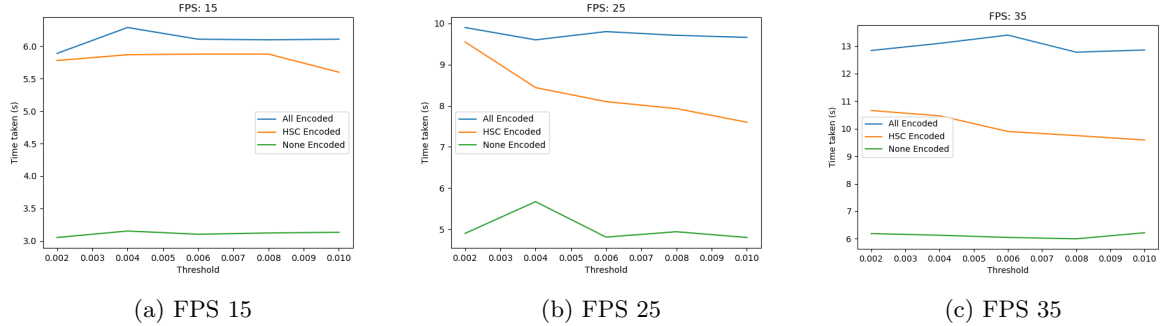 FPS: 15
6.0
5.5
5.0
4.5
4.0
3.5
3.0
Time taken (s)
All Encoded
HSC Encoded
None Encoded
0.002 0.003 0.004 0.005 0.006 0.007 0.008 0.009 0.010
Threshold
(a) FPS 15
FPS: 25
10
9
8
7
6
5
Time taken (s)
All Encoded
HSC Encoded
None Encoded
0.002 0.003 0.004 0.005 0.006 0.007 0.008 0.009 0.010
Threshold
(b) FPS 25
FPS: 35
13
12
11
10
9
8
7
6
Time taken (s)
All Encoded
HSC Encoded
None Encoded
0.002 0.003 0.004 0.005 0.006 0.007 0.008 0.009 0.010
Threshold
(c) FPS 35